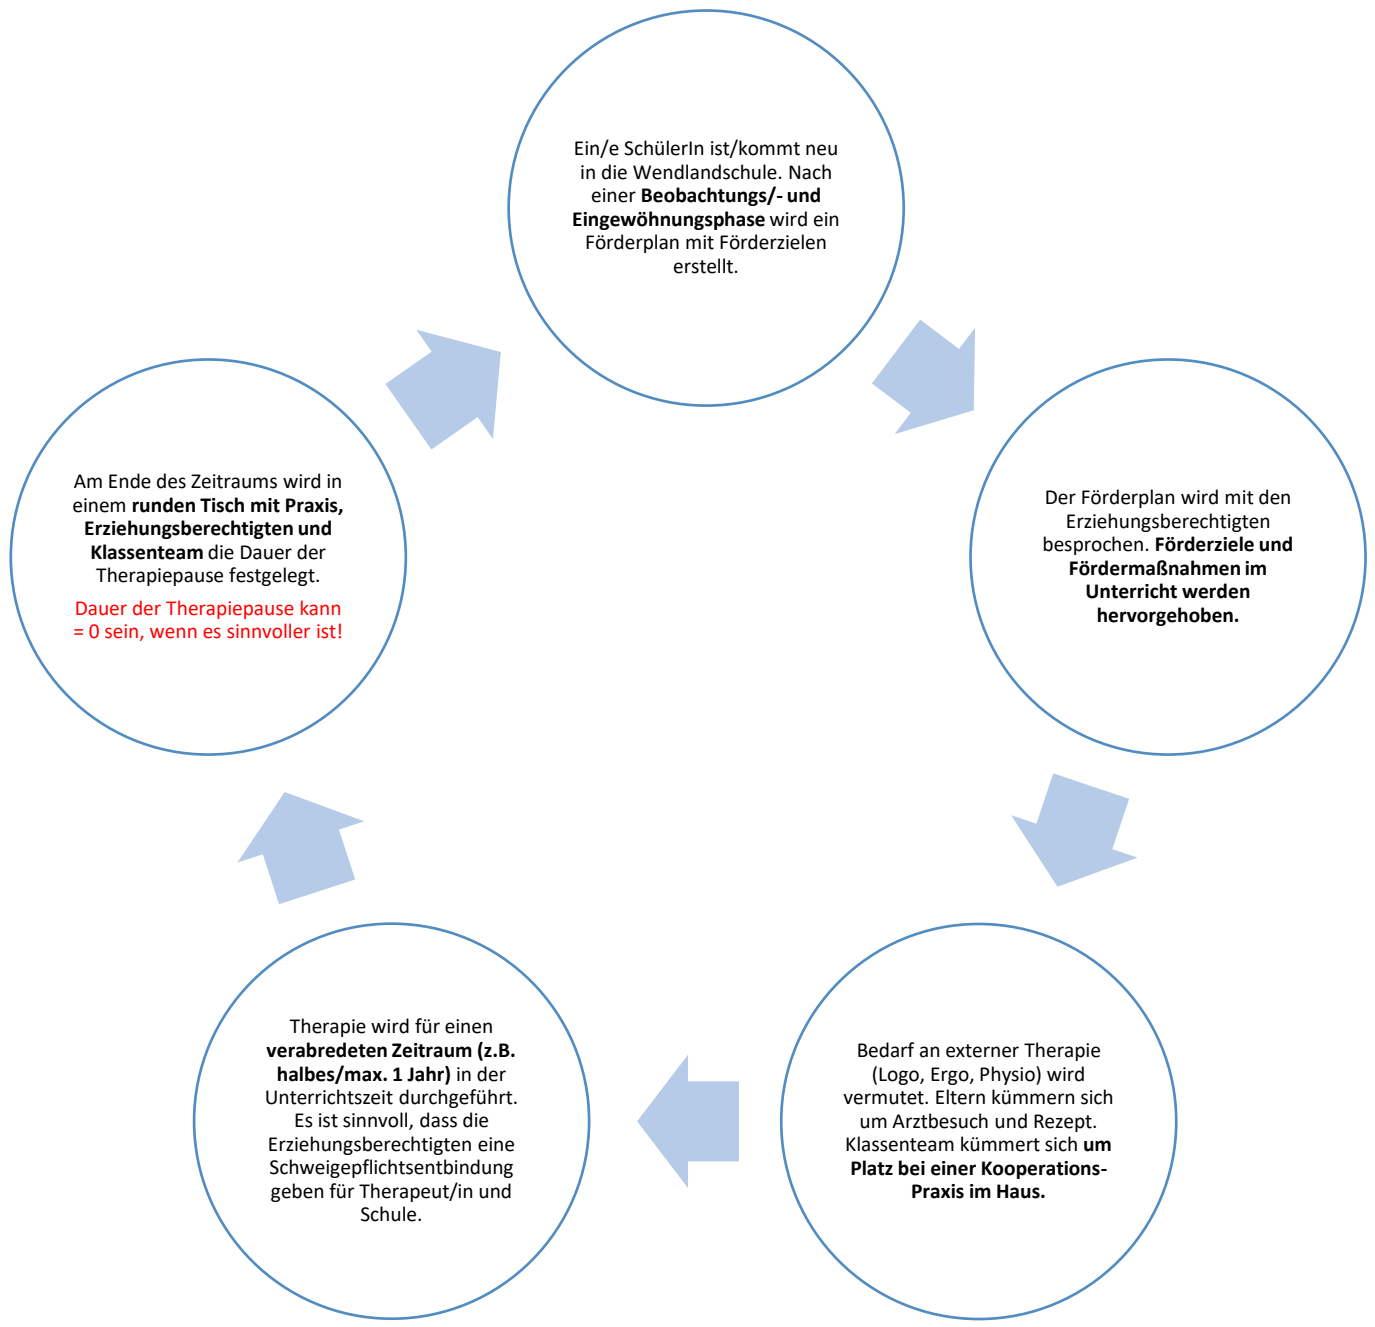 Ein/e SchülerIn ist/kommt neu
in die Wendlandschule. Nach
einer Beobachtungs/- und
Eingewöhnungsphase wird ein
Förderplan mit Förderzielen
erstellt.
Der Förderplan wird mit den
Erziehungsberechtigten
besprochen. Förderziele und
Fördermaßnahmen im
Unterricht werden
hervorgehoben.
Bedarf an externer Therapie
(Logo, Ergo, Physio) wird
vermutet. Eltern kümmern sich
um Arztbesuch und Rezept.
Klassenteam kümmert sich um
Platz bei einer Kooperations-
Praxis im Haus.
Therapie wird für einen
verabredeten Zeitraum (z.B.
halbes/max. 1 Jahr) in der
Unterrichtszeit durchgeführt.
Es ist sinnvoll, dass die
Erziehungsberechtigten eine
Schweigepflichtsentbindung
geben für Therapeut/in und
Schule.
Am Ende des Zeitraums wird in
einem runden Tisch mit Praxis,
Erziehungsberechtigten und
Klassenteam die Dauer der
Therapiepause festgelegt.
Dauer der Therapiepause kann
= 0 sein, wenn es sinnvoller ist!